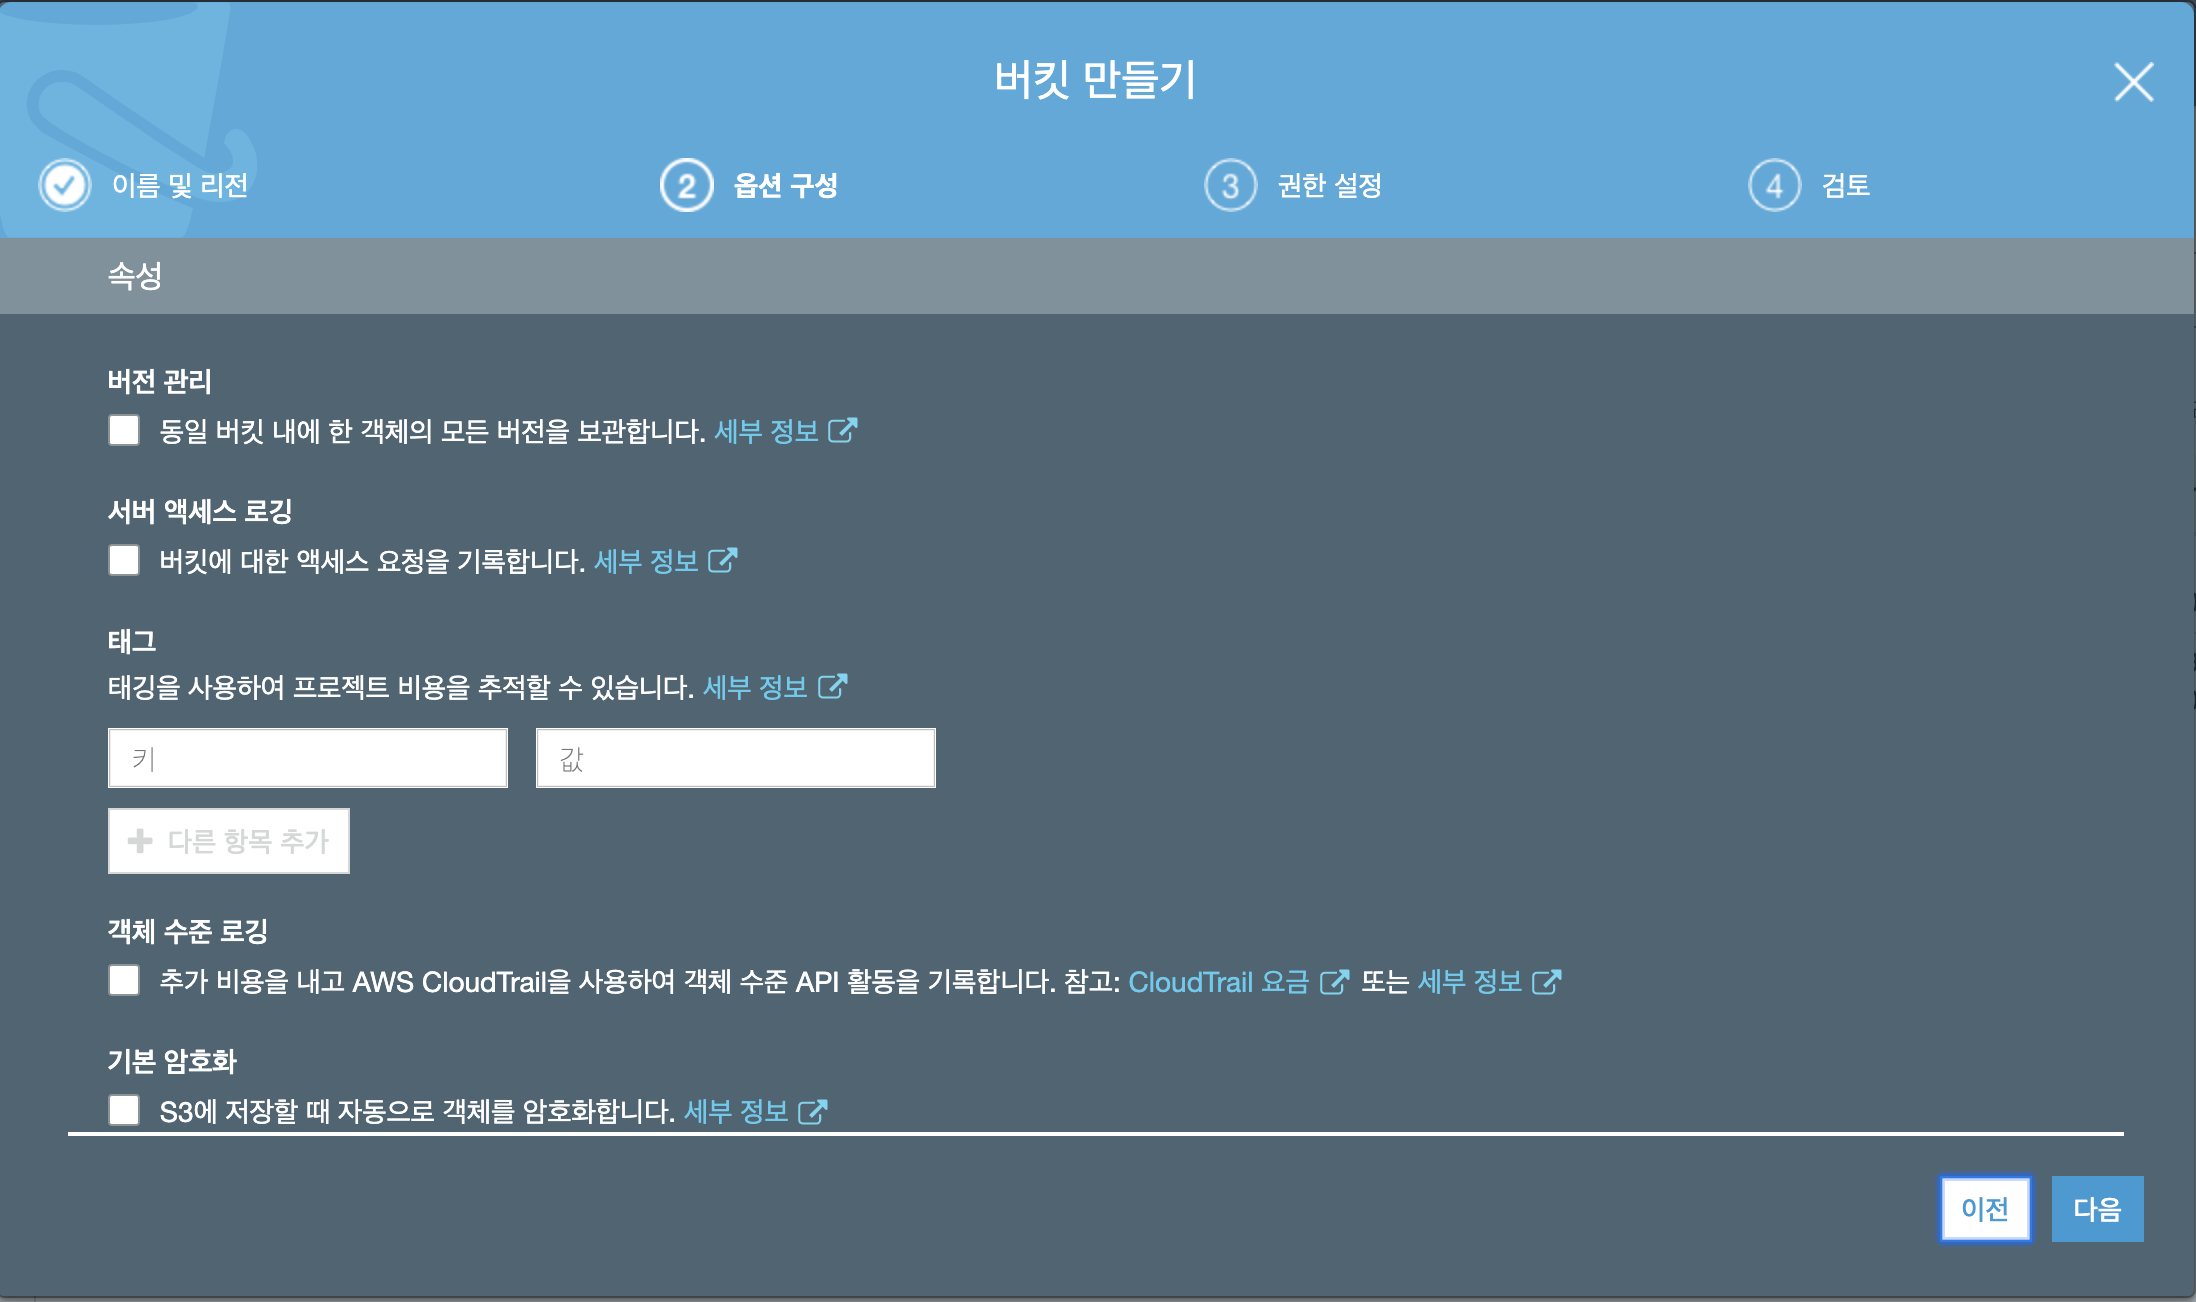 버킷 만들기
이름 및 리전
2 옵션 구성
3 권한 설정
4 검토
속성
버전 관리
동일 버킷 내에 한 객체의 모든 버전을 보관합니다. 세부 정보
서버 액세스 로깅
버킷에 대한 액세스 요청을 기록합니다. 세부 정보
태그
태깅을 사용하여 프로젝트 비용을 추적할 수 있습니다. 세부 정보
키
값
+ 다른 항목 추가
객체 수준 로깅
추가 비용을 내고 AWS CloudTrail을 사용하여 객체 수준 API 활동을 기록합니다. 참고: CloudTrail 요금 또는 세부 정보
기본 암호화
S3에 저장할 때 자동으로 객체를 암호화합니다. 세부 정보
이전
다음